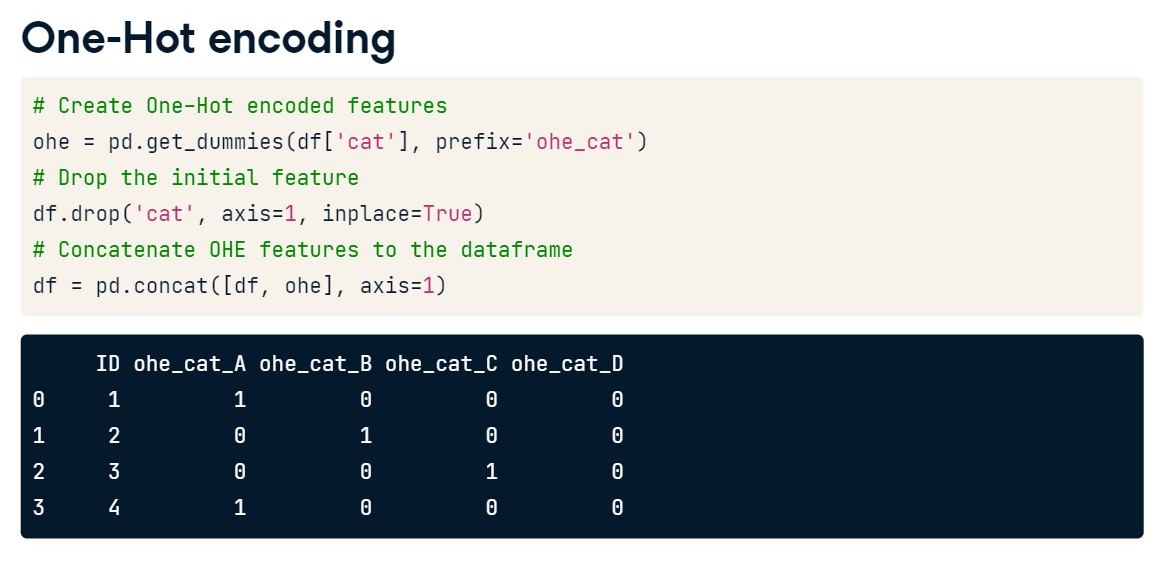 One-Hot encoding
# Create One-Hot encoded features
ohe = pd.get_dummies(df['cat'], prefix='ohe_cat')
# Drop the initial feature
df.drop('cat', axis=1, inplace=True)
# Concatenate OHE features to the dataframe
df = pd.concat([df, ohe], axis=1)
ID ohe_cat_A ohe_cat_B ohe_cat_C ohe_cat_D
0 1 1 0 0 0
1 2 0 1 0 0
2 3 0 0 1 0
3 4 1 0 0 0